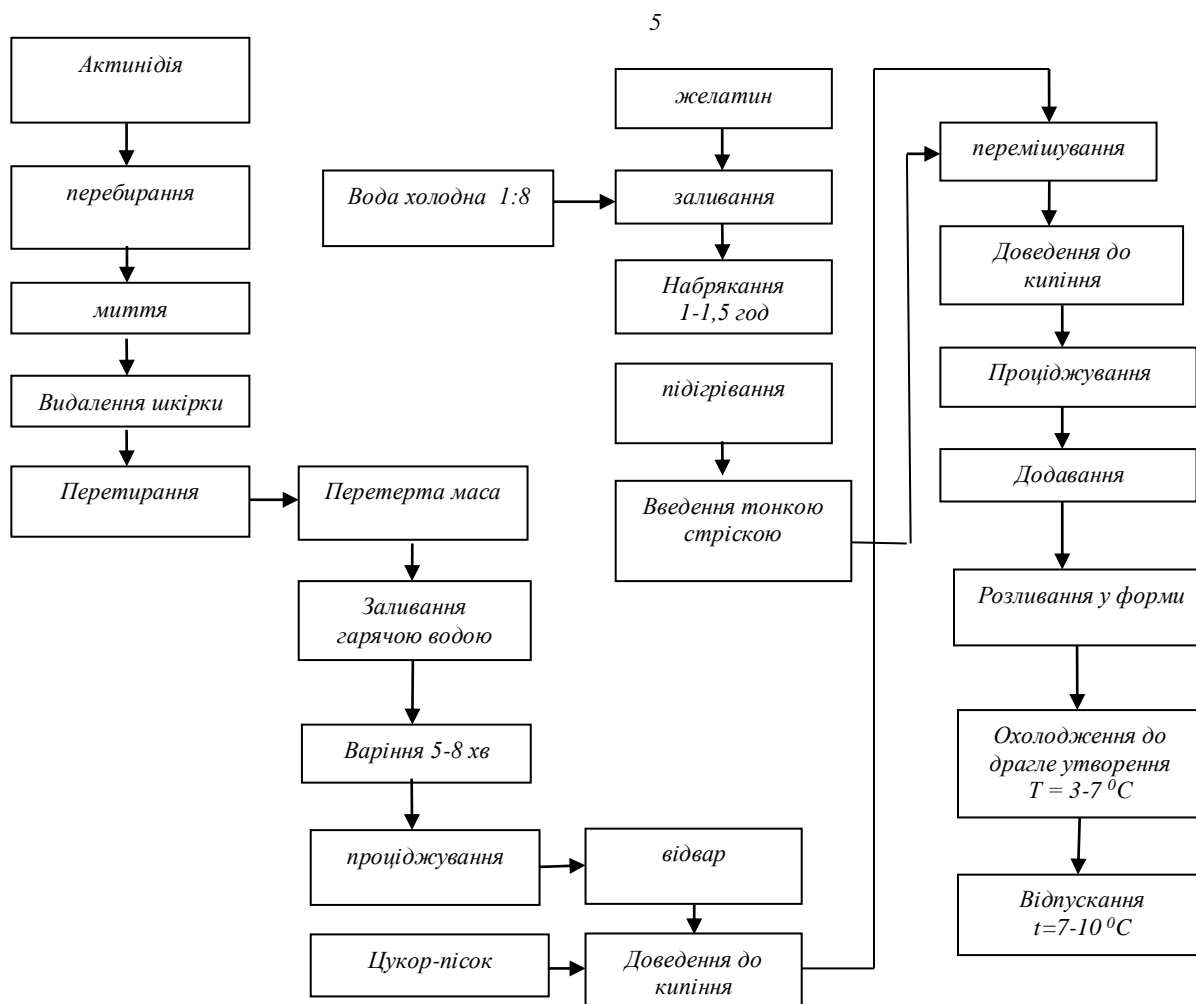 5
Актинідія
перебирання
миття
Видалення шкірки
Перетирання
Перетерта маса
Заливання
гарячою водою
Варіння 5-8 хв
проціджування
відвар
Цукор-пісок
Доведення до
кипіння
желатин
Вода холодна 1:8
заливання
Набрякання
1-1,5 год
підігрівання
Введення тонкою
стріскою
перемішування
Доведення до
кипіння
Проціджування
Додавання
Розливання у форми
Охолодження до
драгле утворення
T = 3-7 ⁰C
Відпускання
t=7-10 ⁰C